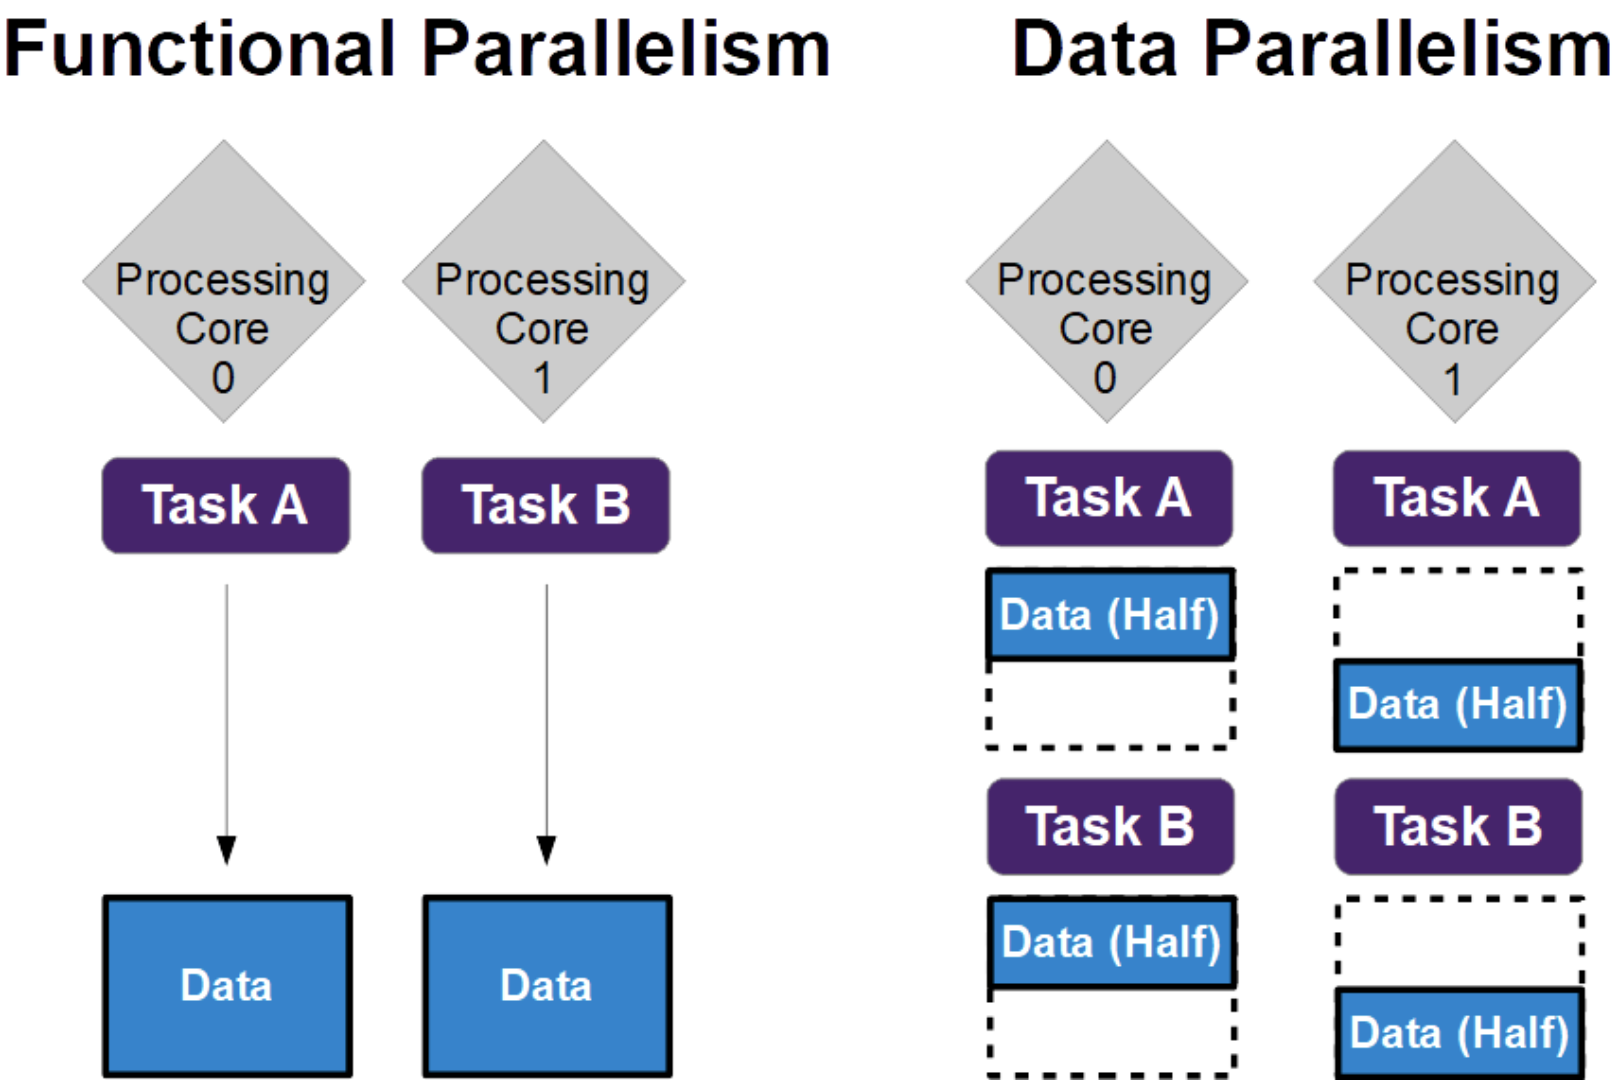 Functional Parallelism
Processing
Core
0
Processing
Core
1
Task A
Task B
Data
Data
Data Parallelism
Processing
Core
0
Processing
Core
1
Task A
Task A
Data (Half)
Data (Half)
Task B
Task B
Data (Half)
Data (Half)